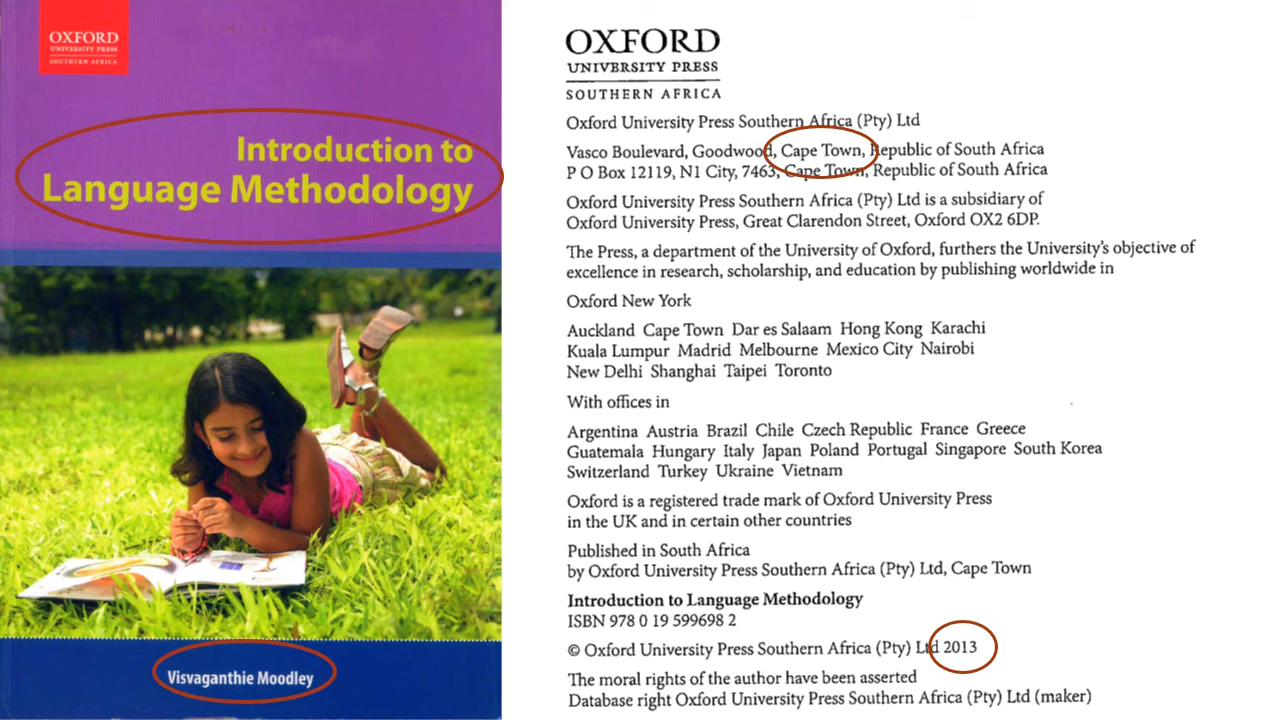 OXFORD
UNIVERSITY PRESS
SOUTHERN AFRICA
Introduction to
Language Methodology
Visvaganthie Moodley
OXFORD
UNIVERSITY PRESS
SOUTHERN AFRICA
Oxford University Press Southern Africa (Pty) Ltd
Vasco Boulevard, Goodwood, Cape Town, Republic of South Africa
P O Box 12119, N1 City, 7463, Cape Town, Republic of South Africa
Oxford University Press Southern Africa (Pty) Ltd is a subsidiary of
Oxford University Press, Great Clarendon Street, Oxford OX2 6DP.
The Press, a department of the University of Oxford, furthers the University's objective of
excellence in research, scholarship, and education by publishing worldwide in
Oxford New York
Auckland Cape Town Dar es Salaam Hong Kong Karachi
Kuala Lumpur Madrid Melbourne Mexico City Nairobi
New Delhi Shanghai Taipei Toronto
With offices in
Argentina Austria Brazil Chile Czech Republic France Greece
Guatemala Hungary Italy Japan Poland Portugal Singapore South Korea
Switzerland Turkey Ukraine Vietnam
Oxford is a registered trade mark of Oxford University Press
in the UK and in certain other countries
Published in South Africa
by Oxford University Press Southern Africa (Pty) Ltd, Cape Town
Introduction to Language Methodology
ISBN 978 0 19 599698 2
© Oxford University Press Southern Africa (Pty) Ltd 2013
The moral rights of the author have been asserted
Database right Oxford University Press Southern Africa (Pty) Ltd (maker)